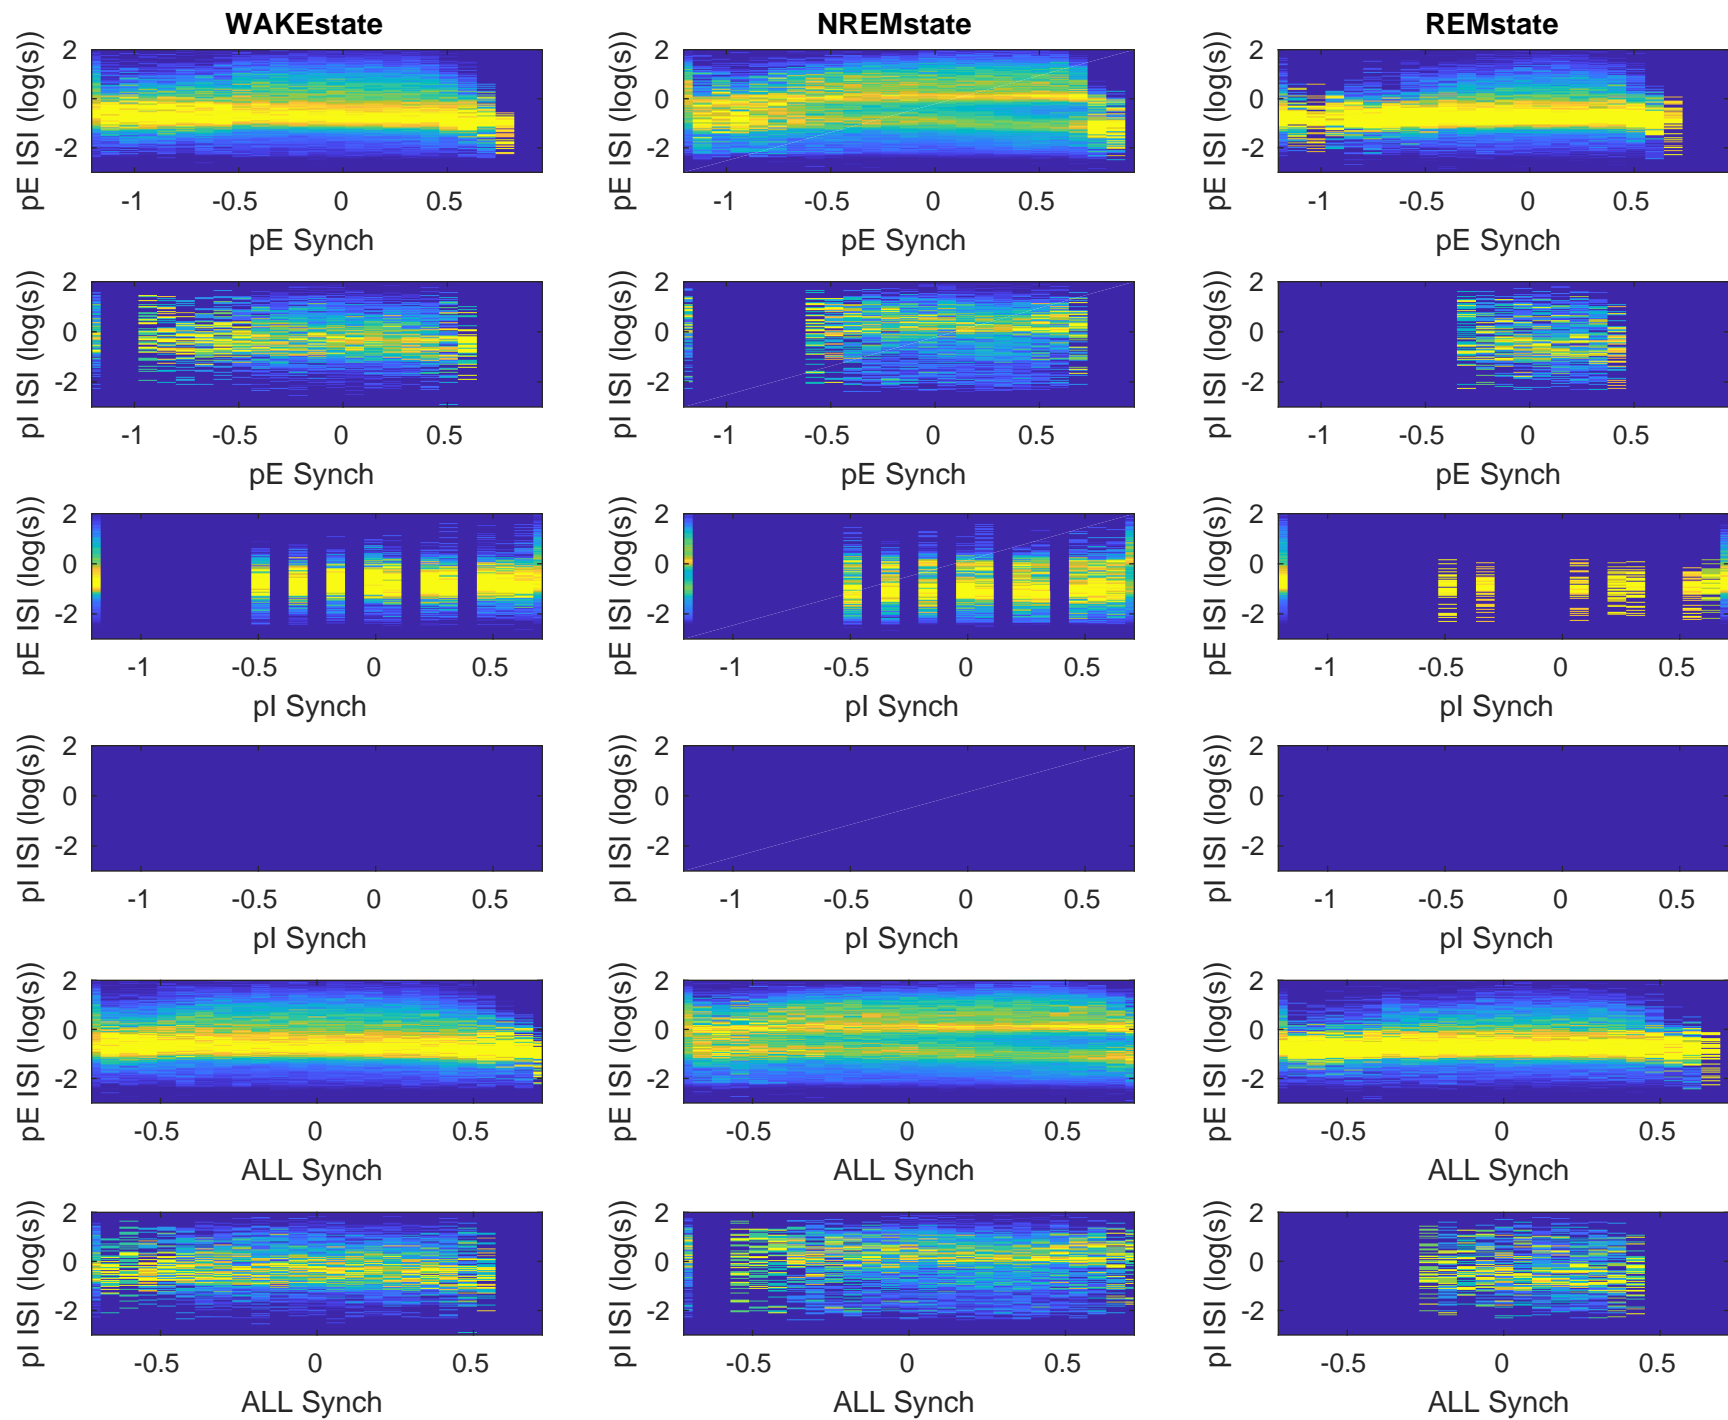 WAKEstate NREMstate REMstate
pE ISI (log(s)) 2 0 -2 pE ISI (log(s)) 2 0 -2 pE ISI (log(s)) 2 0 -2
-1 -0.5 0 0.5 -1 -0.5 0 0.5 -1 -0.5 0 0.5
pE Synch pE Synch pE Synch
pI ISI (log(s)) 2 0 -2 pI ISI (log(s)) 2 0 -2 pI ISI (log(s)) 2 0 -2
-1 -0.5 0 0.5 -1 -0.5 0 0.5 -1 -0.5 0 0.5
pE Synch pE Synch pE Synch
pE ISI (log(s)) 2 0 -2 pE ISI (log(s)) 2 0 -2 pE ISI (log(s)) 2 0 -2
-1 -0.5 0 0.5 -1 -0.5 0 0.5 -1 -0.5 0 0.5
pI Synch pI Synch pI Synch
pI ISI (log(s)) 2 0 -2 pI ISI (log(s)) 2 0 -2 pI ISI (log(s)) 2 0 -2
-1 -0.5 0 0.5 -1 -0.5 0 0.5 -1 -0.5 0 0.5
pI Synch pI Synch pI Synch
pE ISI (log(s)) 2 0 -2 pE ISI (log(s)) 2 0 -2 pE ISI (log(s)) 2 0 -2
-0.5 0 0.5 -0.5 0 0.5 -0.5 0 0.5
ALL Synch ALL Synch ALL Synch
pI ISI (log(s)) 2 0 -2 pI ISI (log(s)) 2 0 -2 pI ISI (log(s)) 2 0 -2
-0.5 0 0.5 -0.5 0 0.5 -0.5 0 0.5
ALL Synch ALL Synch ALL Synch